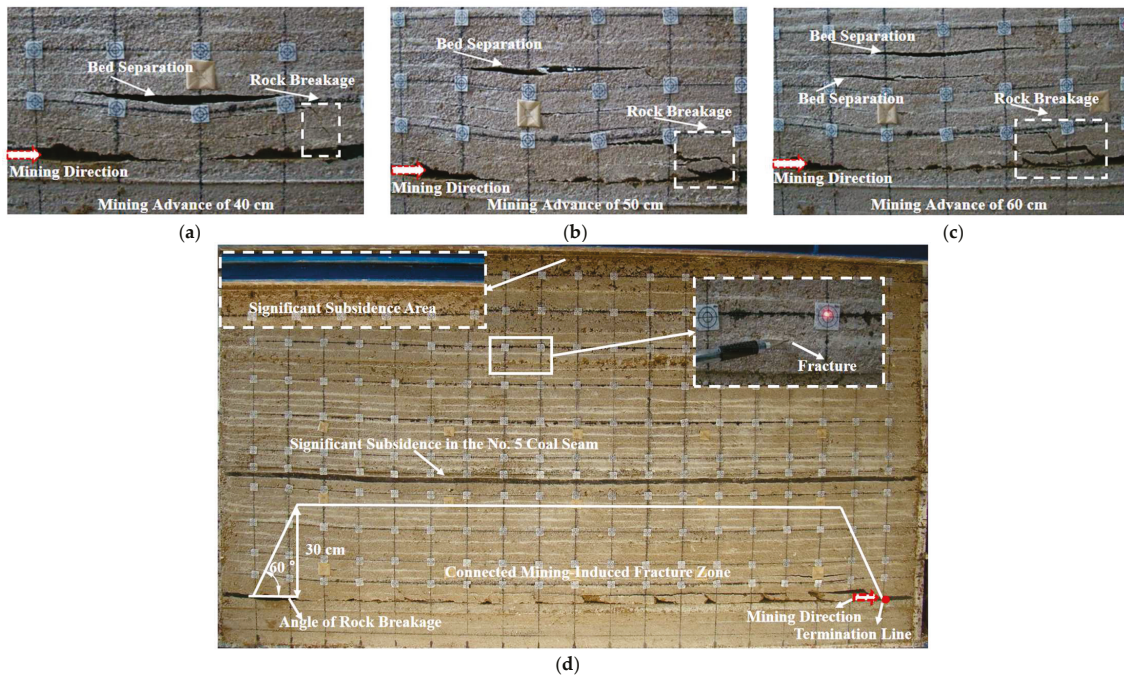 Bed Separation
Rock Breakage
Mining Direction
Mining Advance of 40 cm
(a)
Bed Separation
Rock Breakage
Mining Direction
Mining Advance of 50 cm
(b)
Bed Separation
Bed Separation
Rock Breakage
Mining Direction
Mining Advance of 60 cm
(c)
Significant Subsidence Area
Fracture
Significant Subsidence in the No. 5 Coal Seam
30 cm
60 °
Connected Mining-Induced Fracture Zone
Angle of Rock Breakage
Mining Direction
Termination Line
(d)